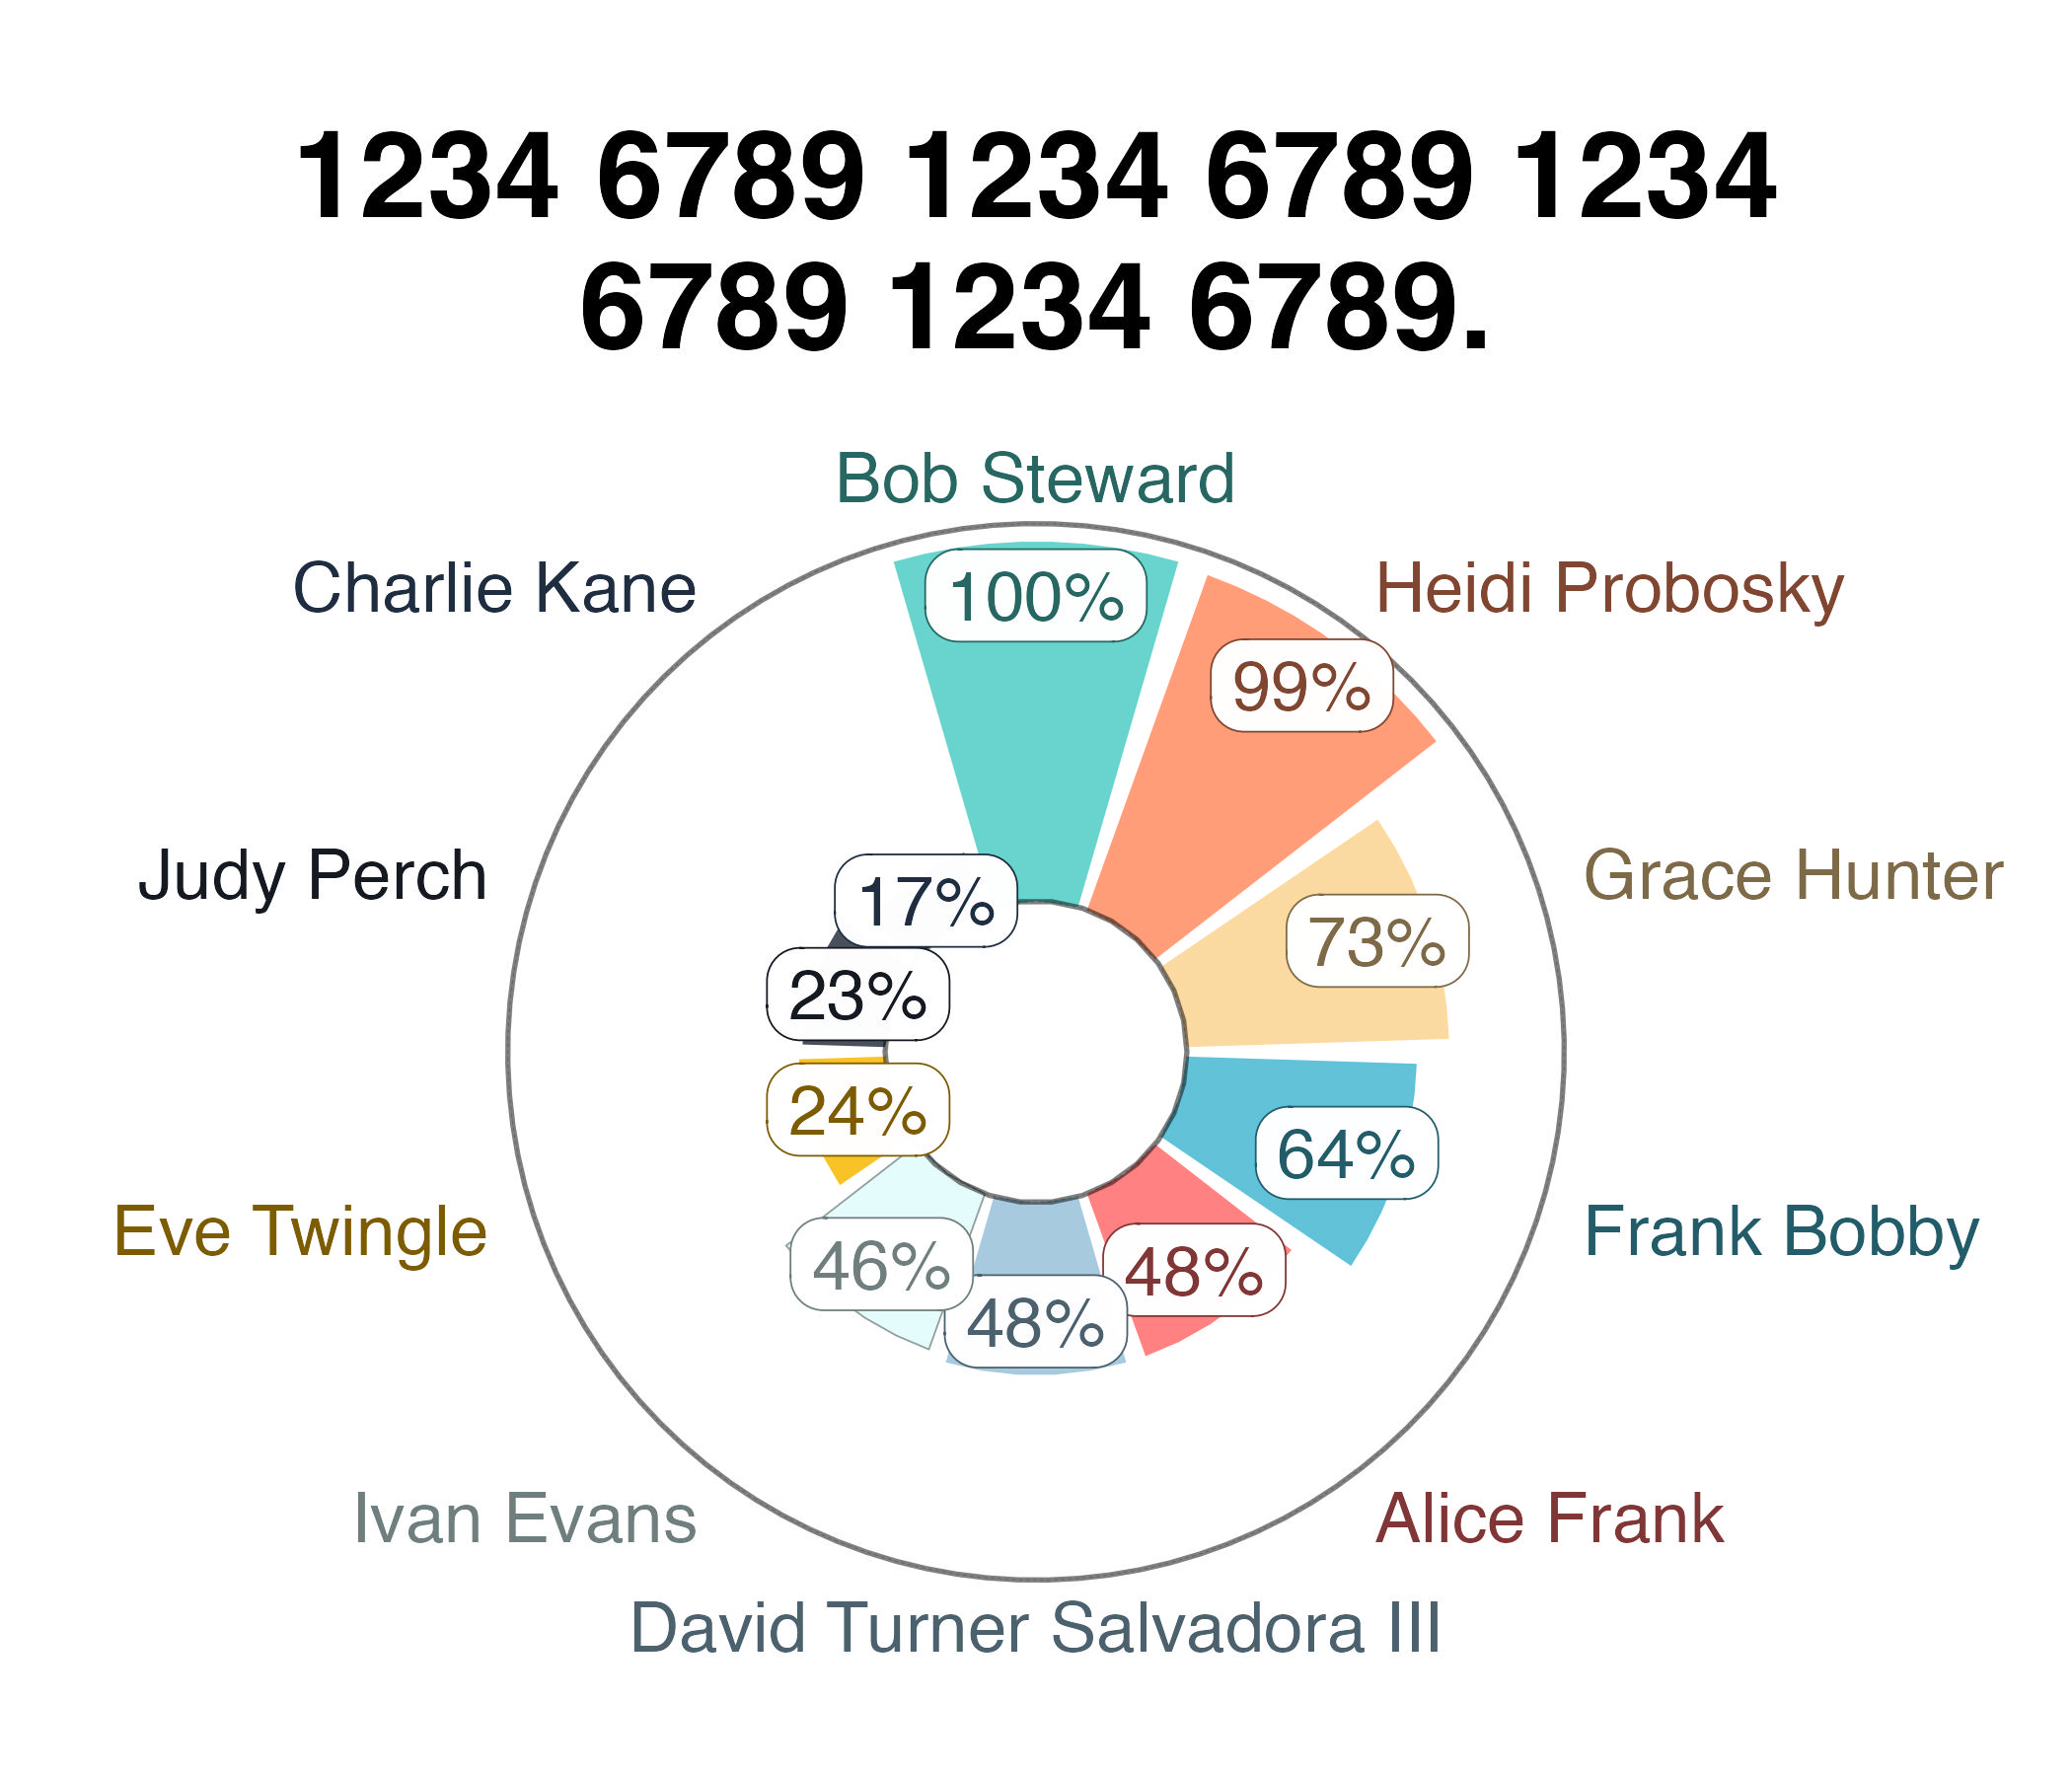 1234 6789 1234 6789 1234
6789 1234 6789.
Bob Steward
Charlie Kane
Heidi Probosky
100%
99%
Judy Perch
Grace Hunter
17%
73%
23%
24%
64%
Eve Twingle
Frank Bobby
46%
48%
48%
Ivan Evans
Alice Frank
David Turner Salvadora III